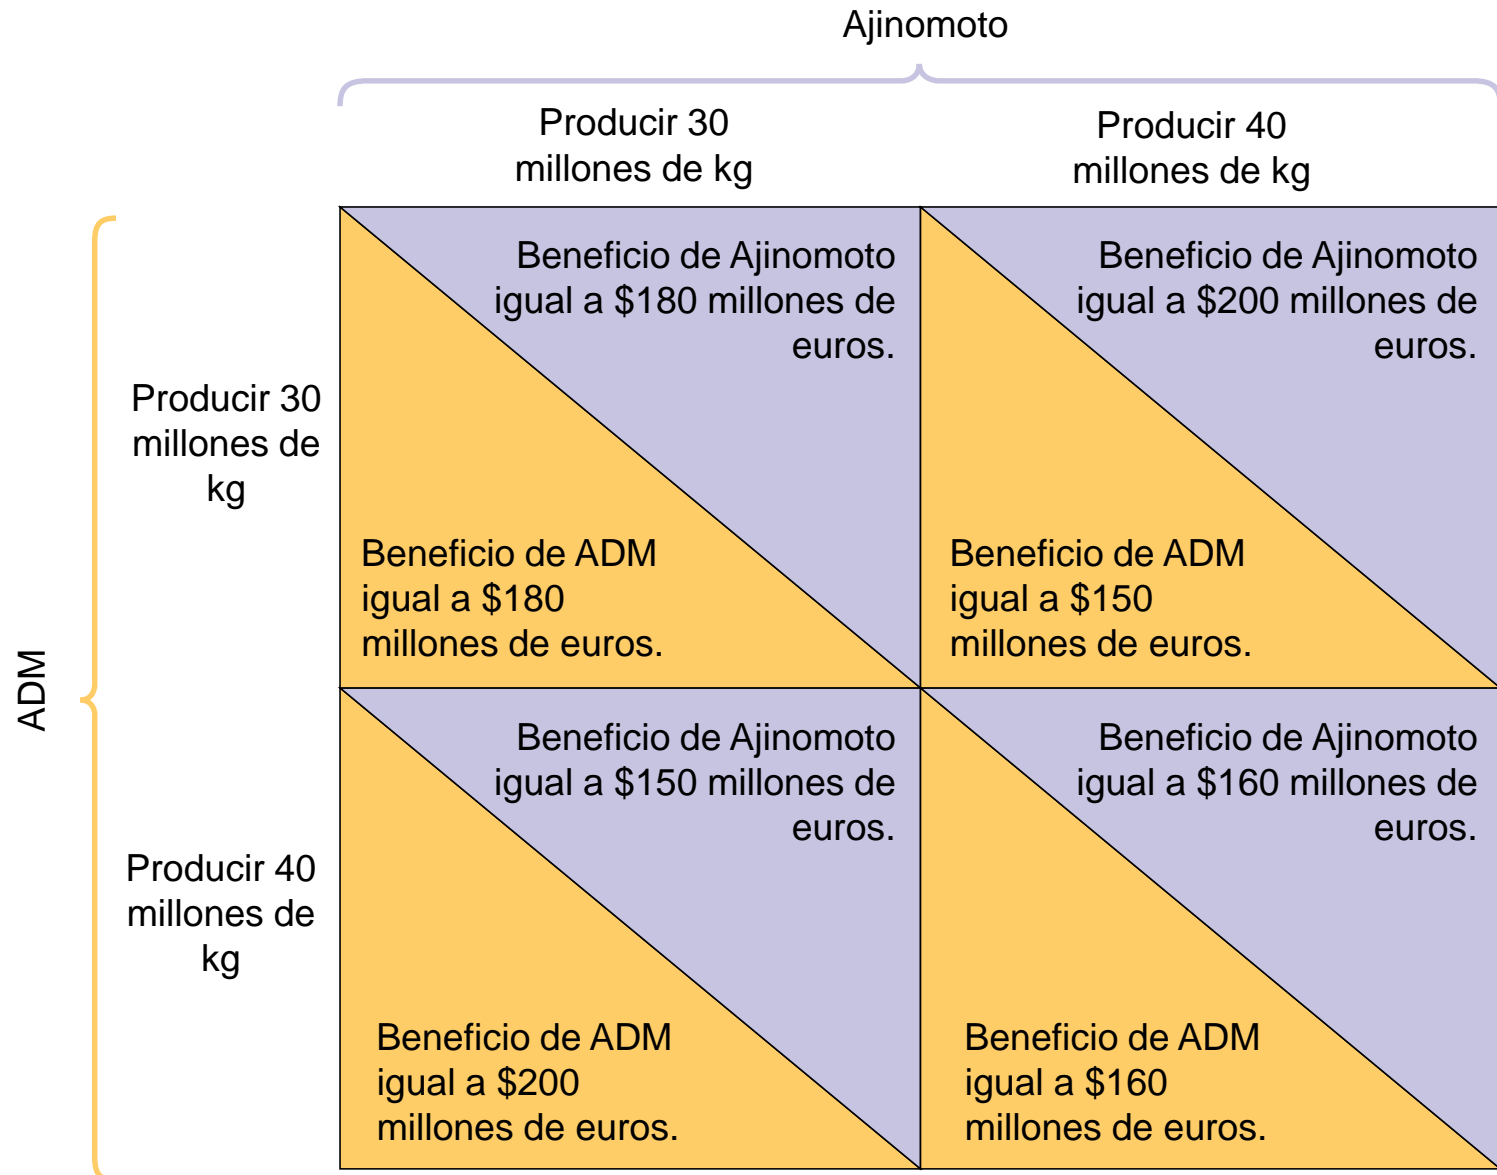 Ajinomoto
Producir 30
millones de kg
Producir 40
millones de kg
ADM
Producir 30
millones de
kg
Beneficio de Ajinomoto
igual a $180 millones de
euros.
Beneficio de ADM
igual a $180
millones de euros.
Beneficio de Ajinomoto
igual a $200 millones de
euros.
Beneficio de ADM
igual a $150
millones de euros.
Producir 40
millones de
kg
Beneficio de Ajinomoto
igual a $150 millones de
euros.
Beneficio de ADM
igual a $200
millones de euros.
Beneficio de Ajinomoto
igual a $160 millones de
euros.
Beneficio de ADM
igual a $160
millones de euros.